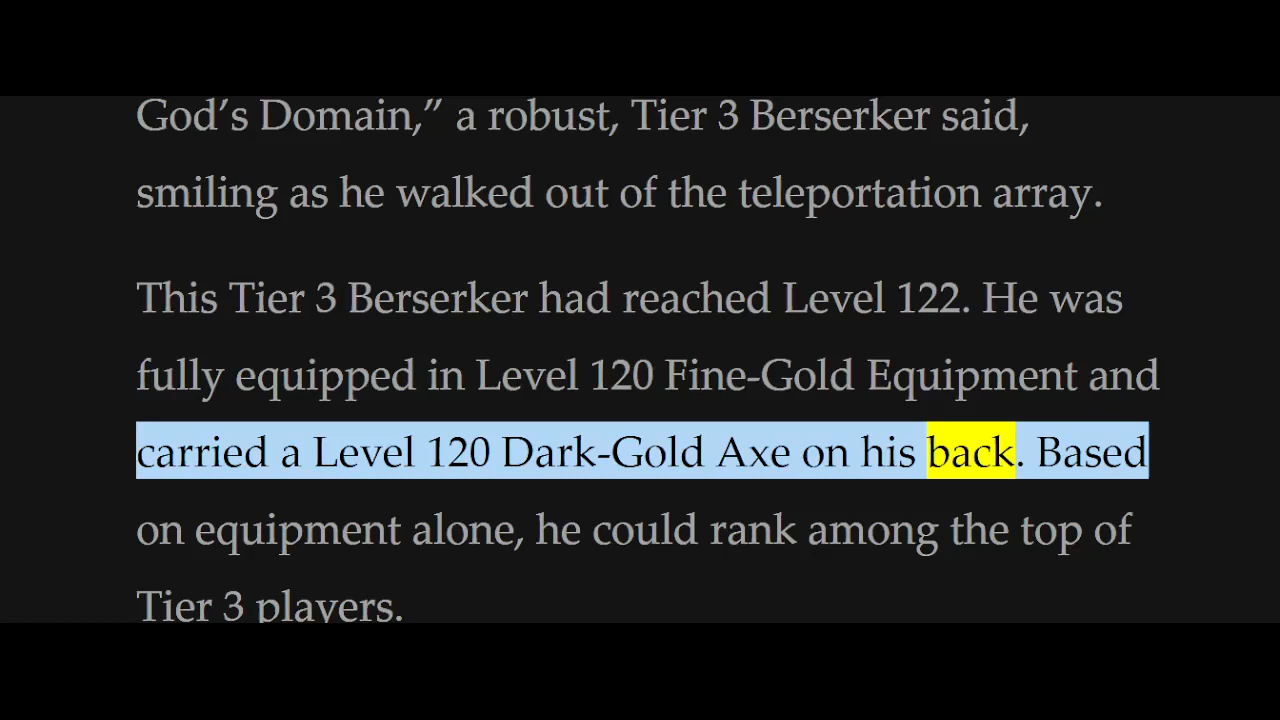 God’s Domain,” a robust, Tier 3 Berserker said,
smiling as he walked out of the teleportation array.
This Tier 3 Berserker had reached Level 122. He was
fully equipped in Level 120 Fine-Gold Equipment and
carried a Level 120 Dark-Gold Axe on his back. Based
on equipment alone, he could rank among the top of
Tier 3 players.